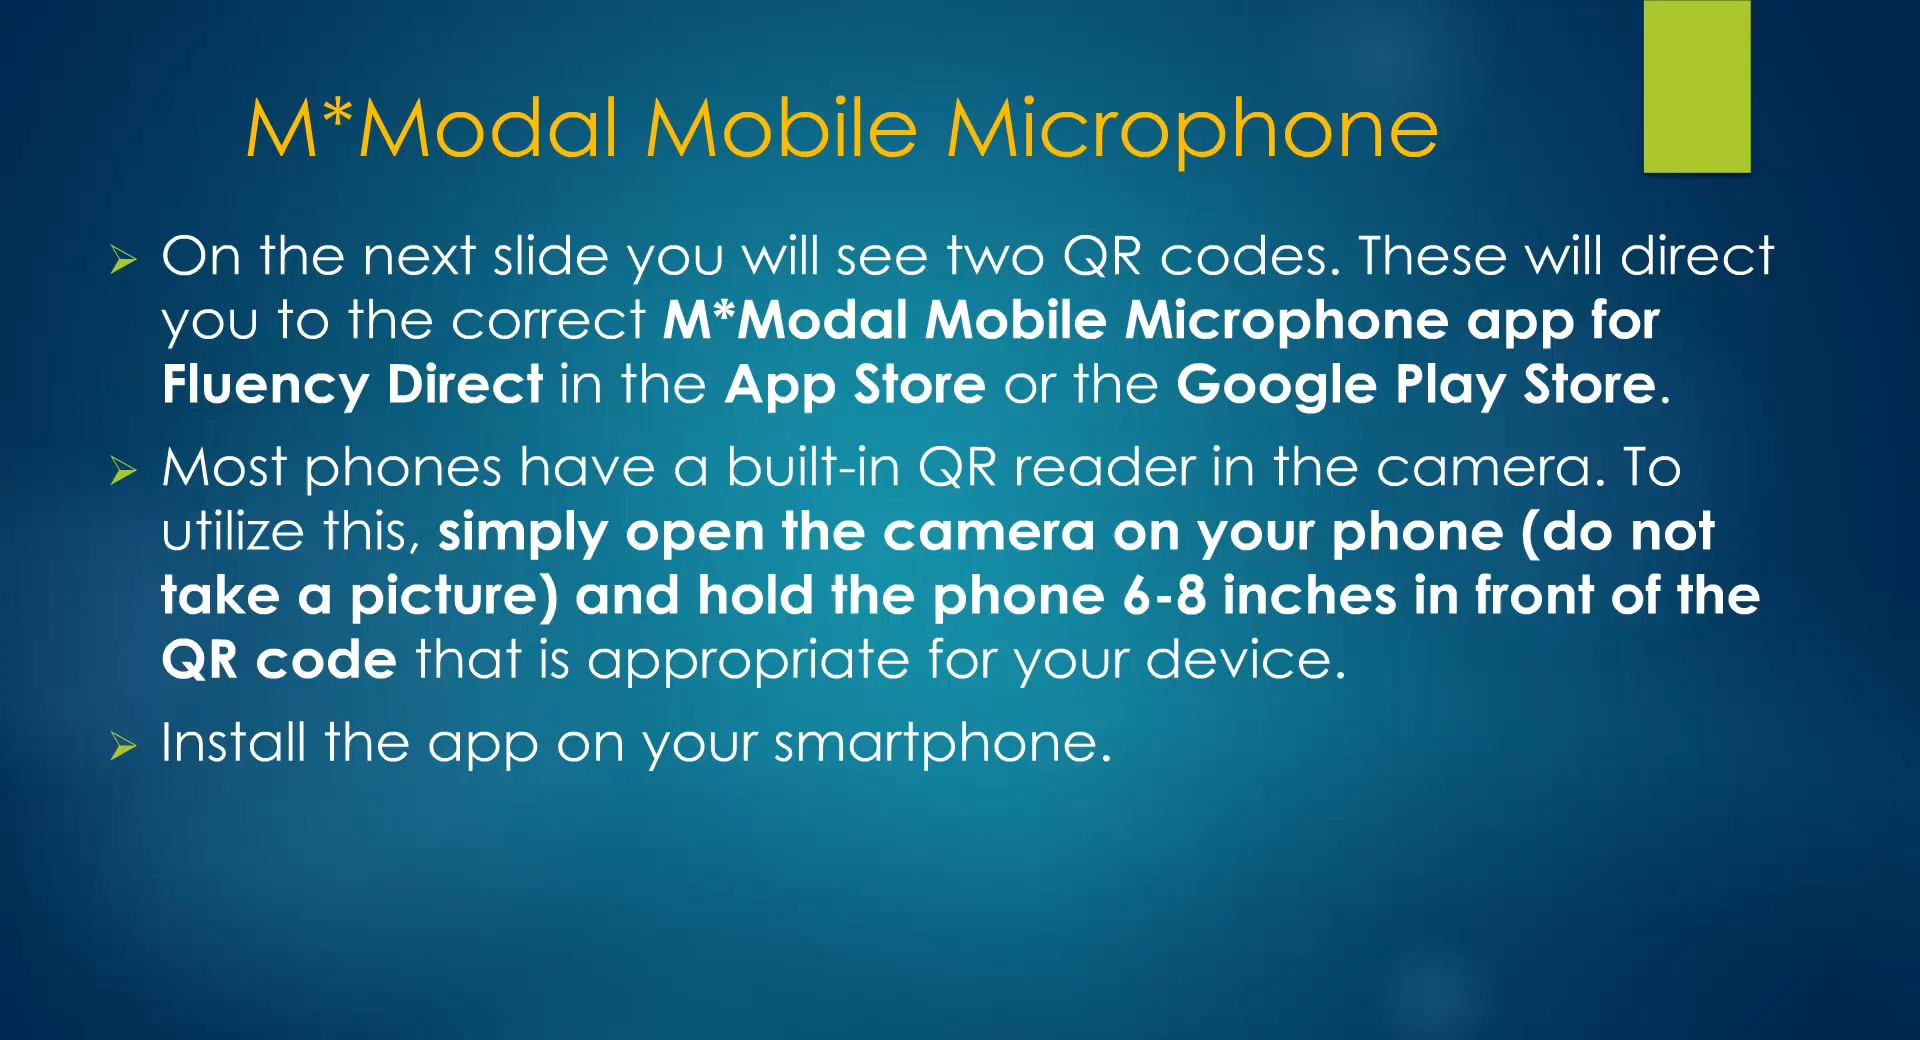 M*Modal Mobile Microphone
On the next slide you will see two QR codes. These will direct
you to the correct M*Modal Mobile Microphone app for
Fluency Direct in the App Store or the Google Play Store.
Most phones have a built-in QR reader in the camera. To
utilize this, simply open the camera on your phone (do not
take a picture) and hold the phone 6-8 inches in front of the
QR code that is appropriate for your device.
Install the app on your smartphone.